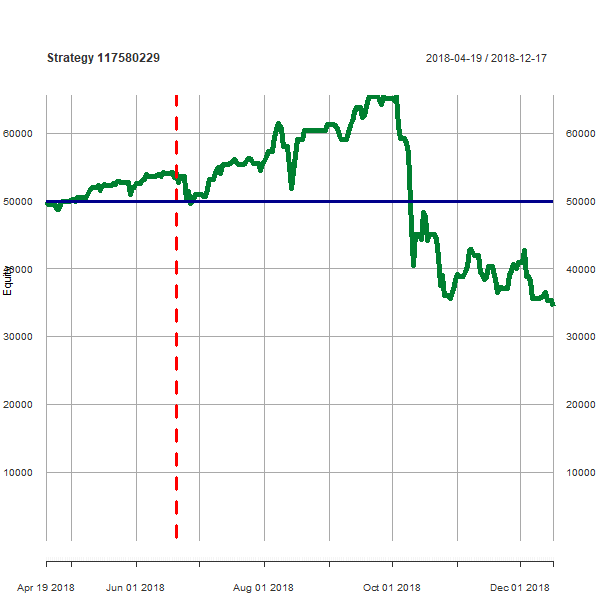 Strategy 117580229
2018-04-19 / 2018-12-17
60000
60000
50000
50000
Equity
40000
40000
30000
30000
20000
20000
10000
10000
Apr 19 2018
Jun 01 2018
Aug 01 2018
Oct 01 2018
Dec 01 2018